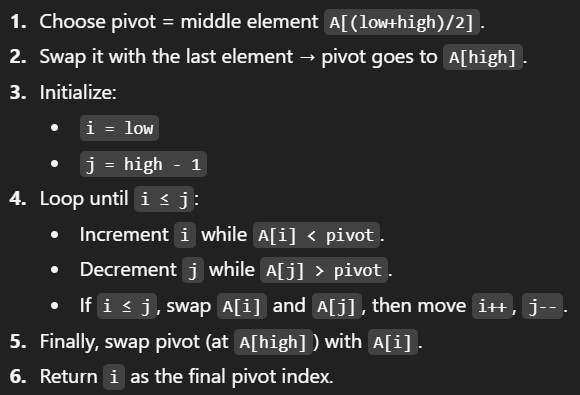 1. Choose pivot = middle element A[(low+high)/2].
2. Swap it with the last element → pivot goes to A[high].
3. Initialize:
• i = low
• j = high - 1
4. Loop until i ≤ j:
• Increment i while A[i] < pivot.
• Decrement j while A[j] > pivot.
• If i ≤ j, swap A[i] and A[j], then move i++, j--.
5. Finally, swap pivot (at A[high]) with A[i].
6. Return i as the final pivot index.